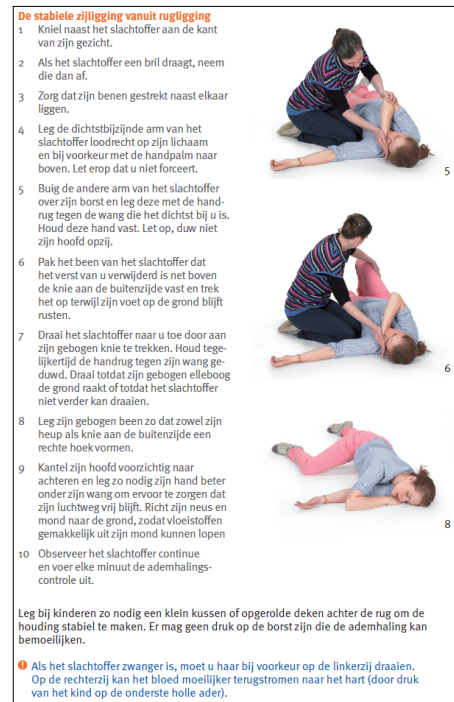 De stabiele zijligging vanuit rugligging
1 Kniel naast het slachtoffer aan de kant
van zijn gezicht.
2 Als het slachtoffer een bril draagt, neem
die dan af.
3 Zorg dat zijn benen gestrekt naast elkaar
liggen.
4 Leg de dichtstbijzijnde arm van het
slachtoffer loodrecht op zijn lichaam
en bij voorkeur met de handpalm naar
boven. Let erop dat u niet forceert.
5 Buig de andere arm van het slachtoffer
over zijn borst en leg deze met de hand-
rug tegen de wang die het dichtst bij u is.
Houd deze hand vast. Let op, duw niet
zijn hoofd opzij.
5
6 Pak het been van het slachtoffer dat
het verst van u verwijderd is net boven
de knie aan de buitenzijde vast en trek
het op terwijl zijn voet op de grond blijft
rusten.
7 Draai het slachtoffer naar u toe door aan
zijn gebogen knie te trekken. Houd tege-
lijkertijd de handrug tegen zijn wang ge-
duwd. Draai totdat zijn gebogen elleboog
de grond raakt of totdat het slachtoffer
niet verder kan draaien.
6
8 Leg zijn gebogen been zo dat zowel zijn
heup als knie aan de buitenzijde een
rechte hoek vormen.
9 Kantel zijn hoofd voorzichtig naar
achteren en leg zo nodig zijn hand beter
onder zijn wang om ervoor te zorgen dat
zijn luchtweg vrij blijft. Richt zijn neus en
mond naar de grond, zodat vloeistoffen
gemakkelijk uit zijn mond kunnen lopen
8
10 Observeer het slachtoffer continue
en voer elke minuut de ademhalings-
controle uit.
Leg bij kinderen zo nodig een klein kussen of opgerolde deken achter de rug om de
houding stabiel te maken. Er mag geen druk op de borst zijn die de ademhaling kan
bemoeilijken.
! Als het slachtoffer zwanger is, moet u haar bij voorkeur op de linkerzij draaien.
Op de rechterzij kan het bloed moeilijker terugstromen naar het hart (door druk
van het kind op de onderste holle ader).